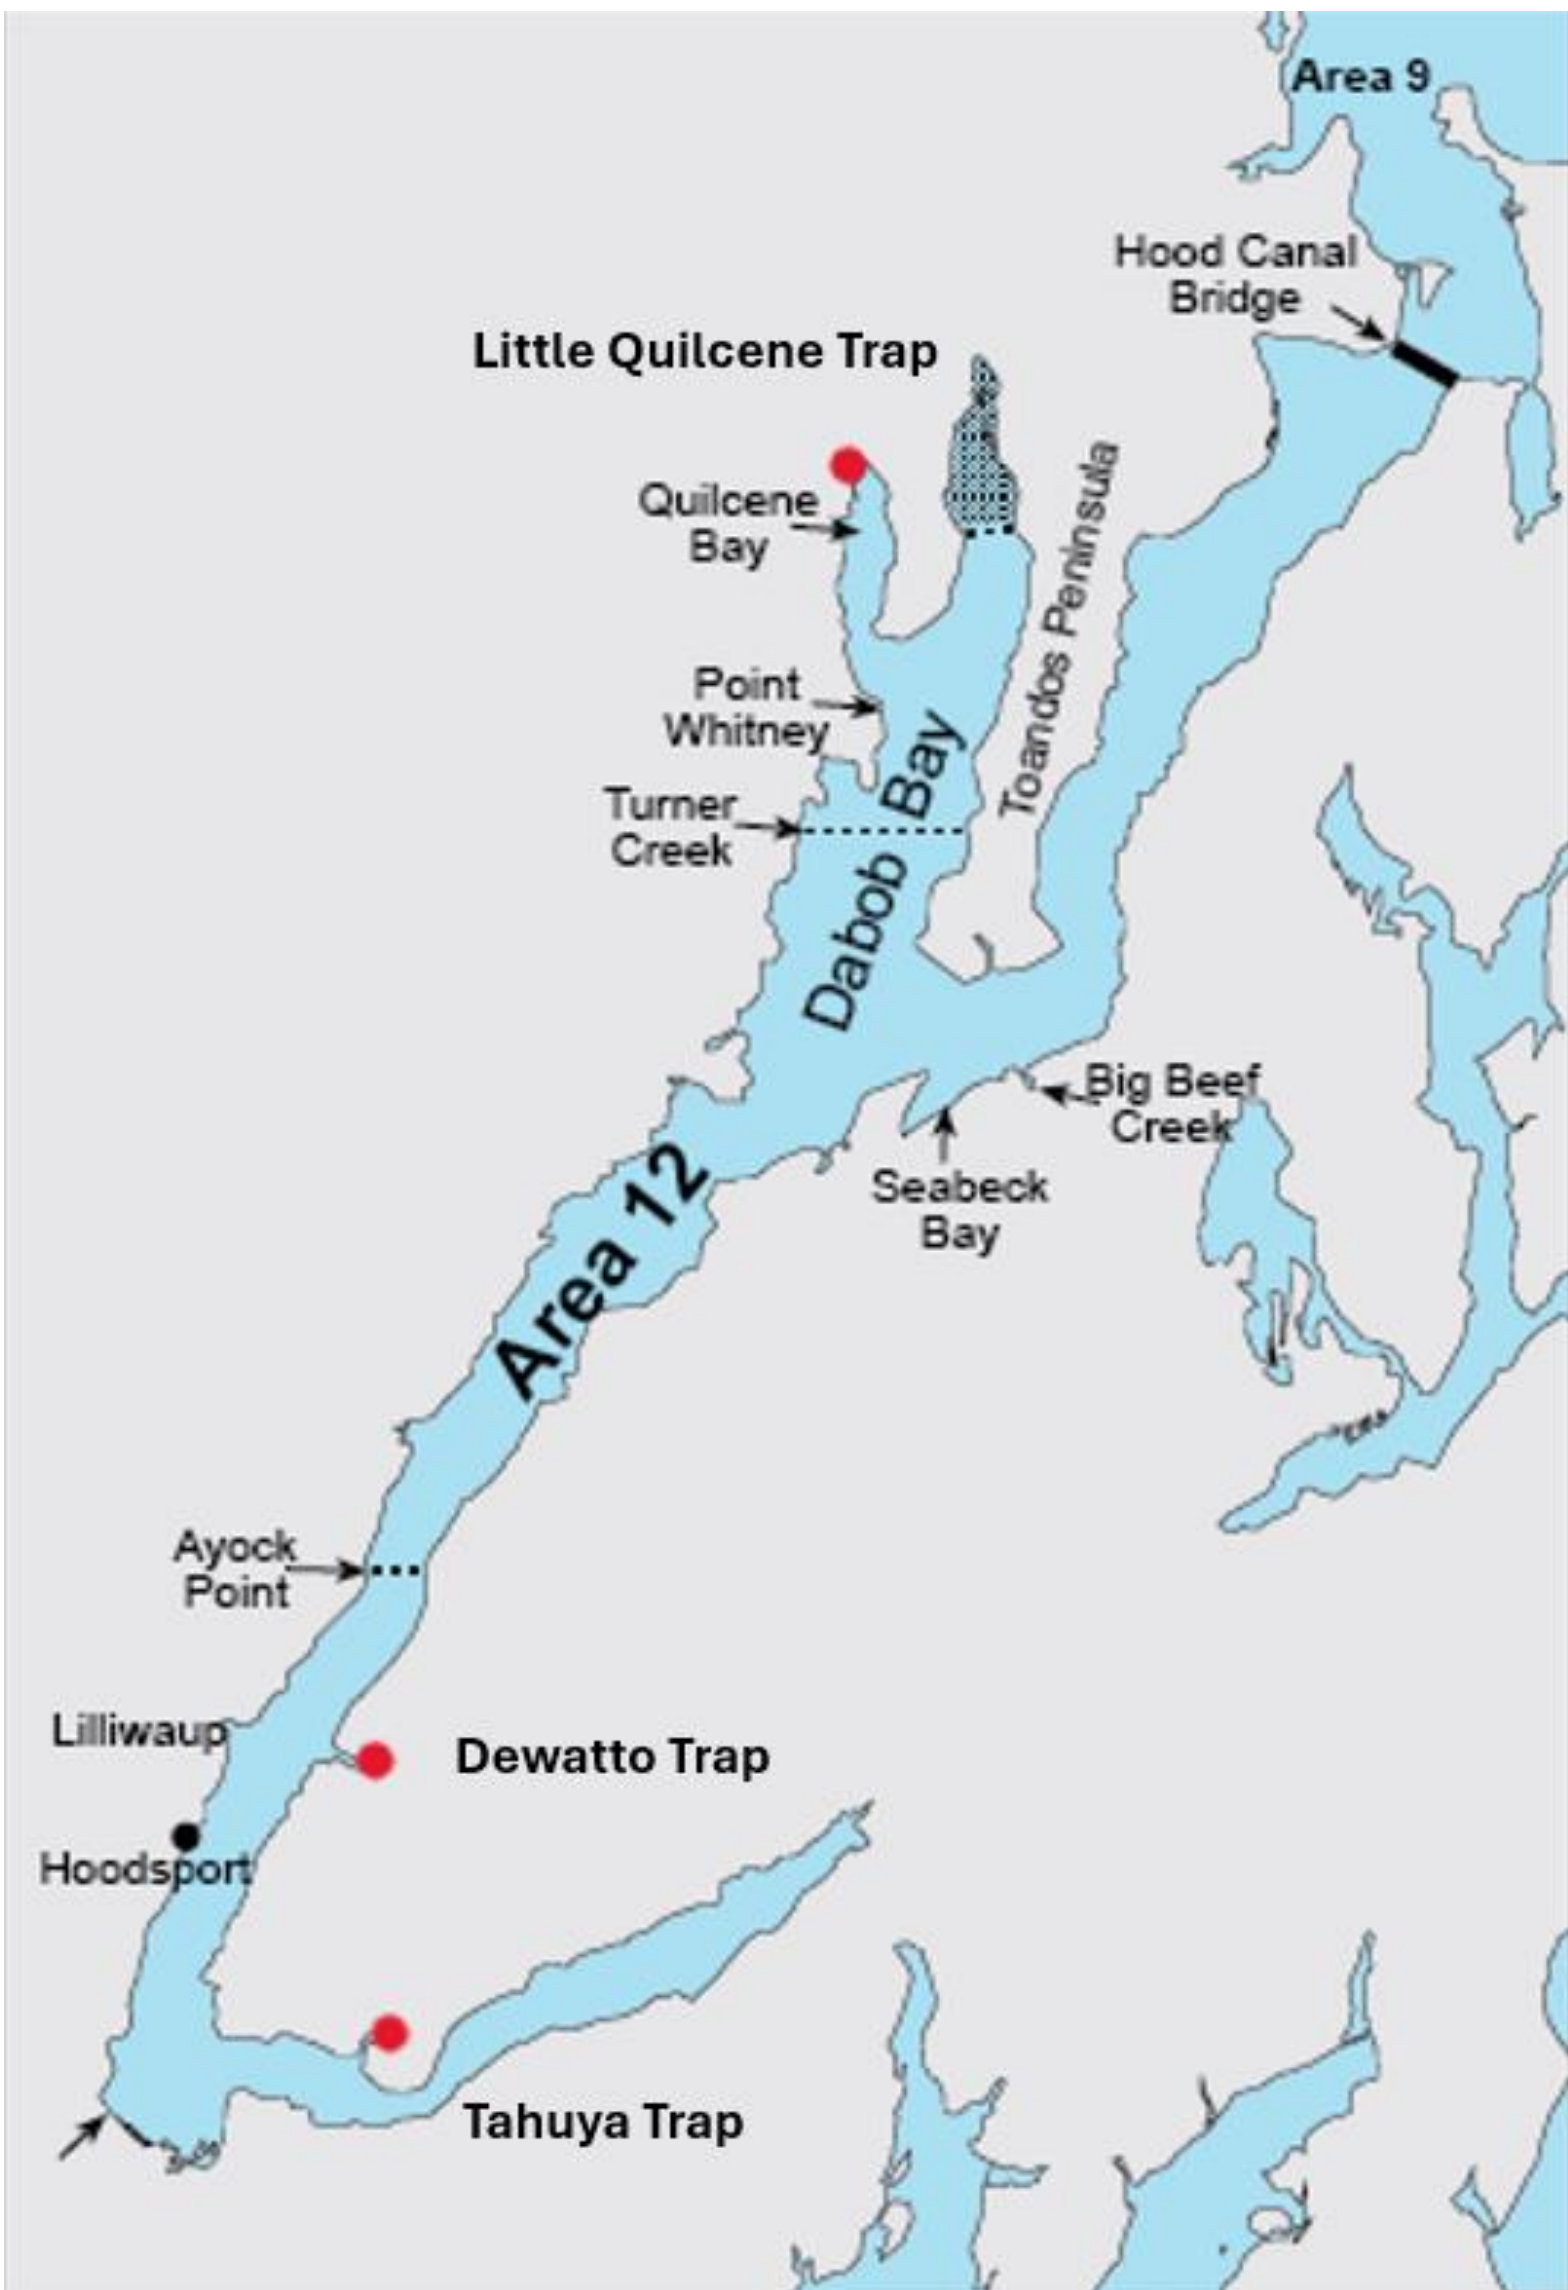 Area 9
Hood Canal
Bridge
Little Quilcene Trap
Quilcene
Bay
Toandos Peninsula
Point
Whitney
Turner
Creek
Dabob Bay
Big Beef
Creek
Seabeck
Bay
Area 12
Ayock
Point
Lilliwaup
Dewatto Trap
Hoodsport
Tahuya Trap